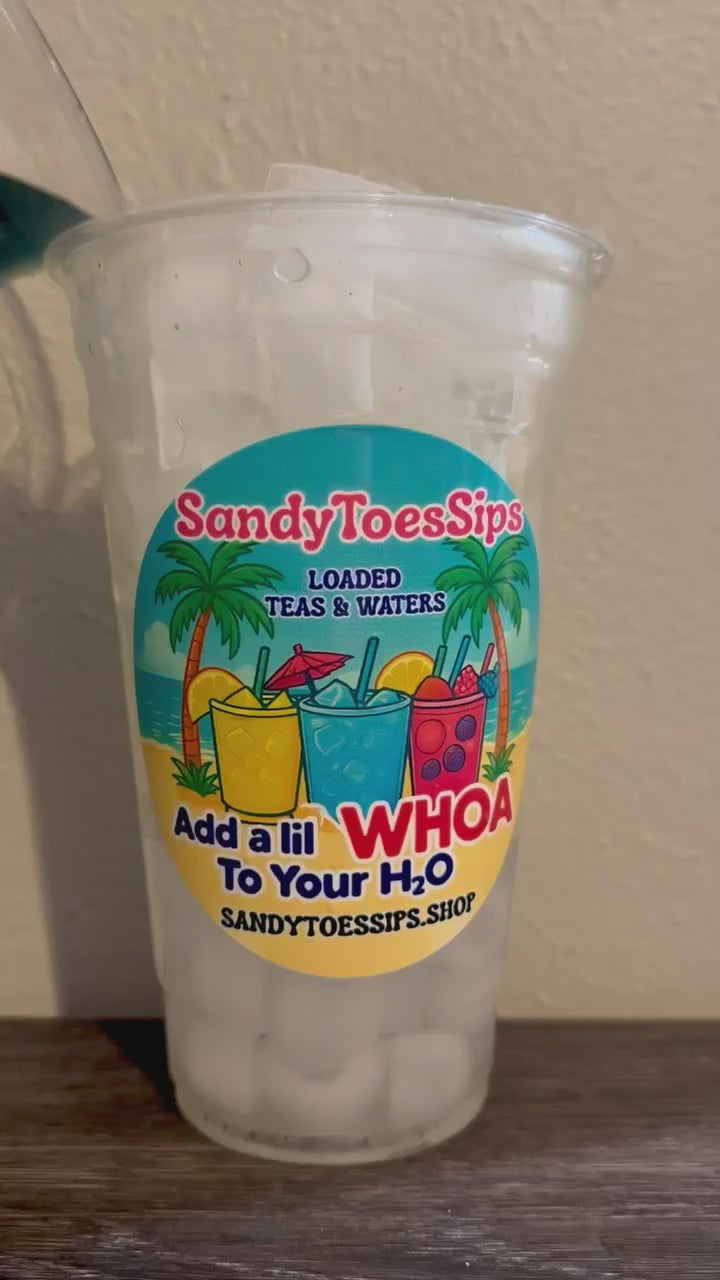 SandyToesSips
LOADED
TEAS & WATERS
Add a lil WHOA
To Your H₂O
SANDYTOESSIPS.SHOP